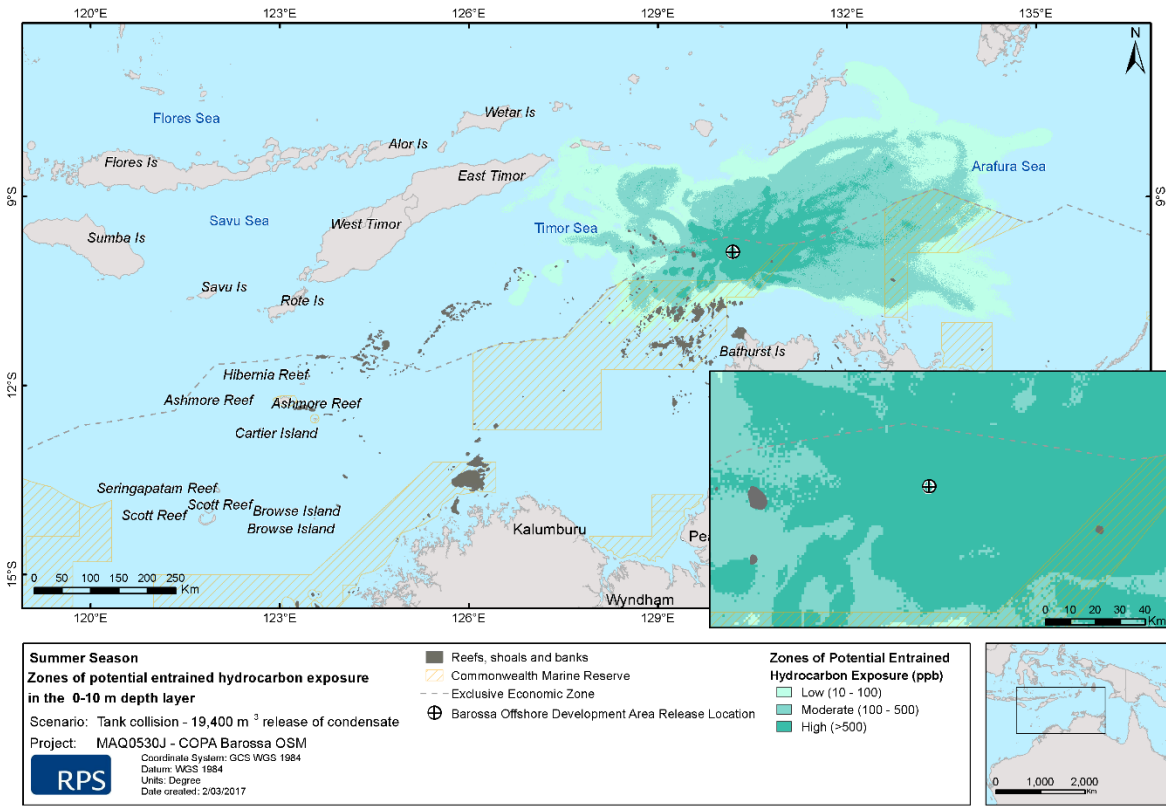 120°E 123°E 126°E 129°E 132°E 135°E
N
Flores Sea
Wetar Is
Alor Is
Flores Is
East Timor
Arafura Sea
9°S 9°S
Savu Sea
West Timor
Timor Sea
Sumba Is
Savu Is
Rote Is
Bathurst Is
Hibernia Reef
12°S
Ashmore Reef
Ashmore Reef
Cartier Island
Seringapatam Reef
Scott Reef
Scott Reef
Browse Island
Browse Island
Kalumburu
Pea
15°S
0 50 100 150 200 250
Km
Wyndham
0 10 20 30 40
Km
120°E 123°E 126°E 129°E
Summer Season
Zones of potential entrained hydrocarbon exposure
in the 0-10 m depth layer
Scenario: Tank collision - 19,400 m³ release of condensate
Project: MAQ0530J - COPA Barossa OSM
RPS
Coordinate System: GCS WGS 1984
Datum: WGS 1984
Units: Degree
Date created: 2/03/2017
Reefs, shoals and banks
Commonwealth Marine Reserve
Exclusive Economic Zone
Barossa Offshore Development Area Release Location
Zones of Potential Entrained
Hydrocarbon Exposure (ppb)
Low (10 - 100)
Moderate (100 - 500)
High (>500)
0 1,000 2,000
Km